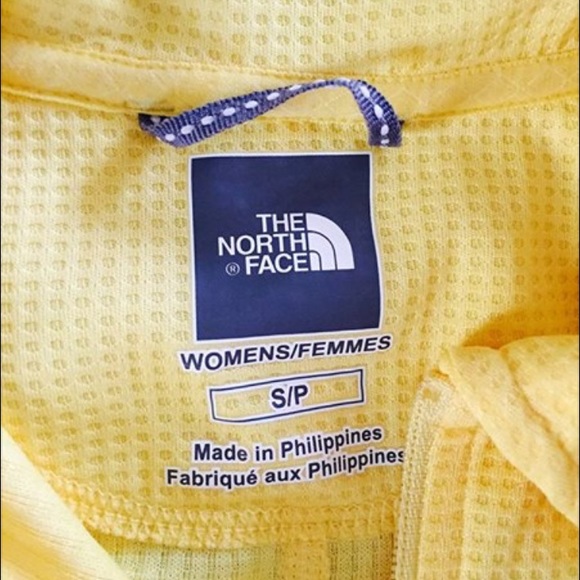 THE
NORTH
® FACE
WOMENS/FEMMES
S/P
Made in Philippines
Fabriqué aux Philippines